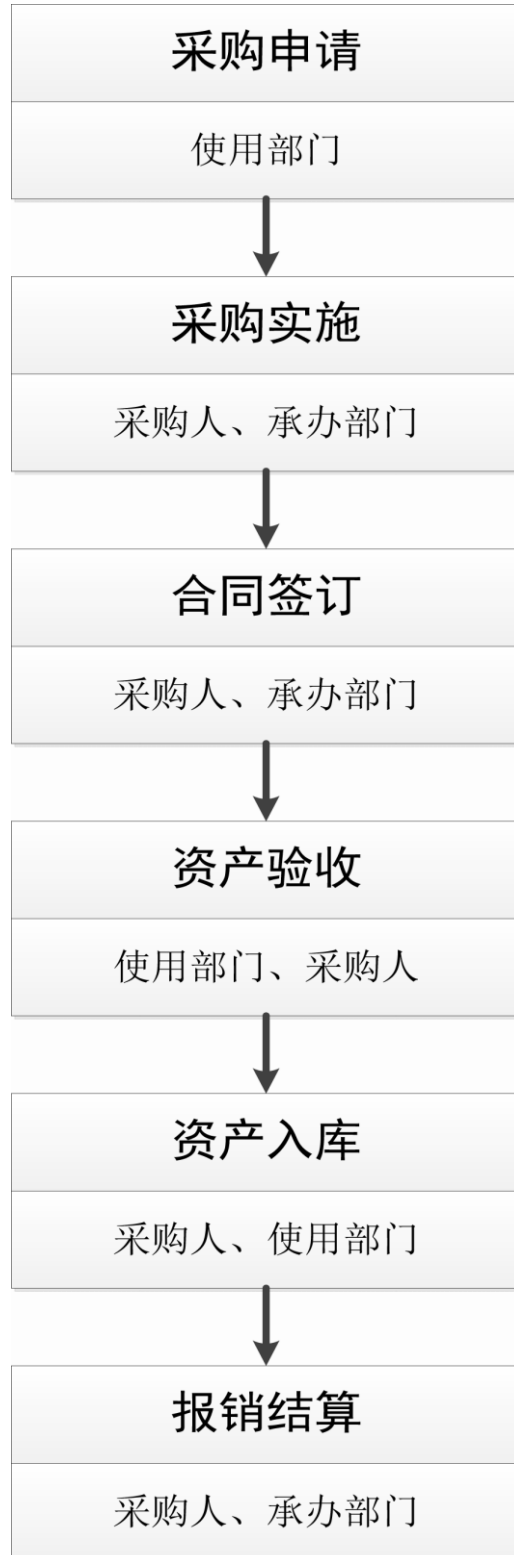 采购申请
使用部门
采购实施
采购人、承办部门
合同签订
采购人、承办部门
资产验收
使用部门、采购人
资产入库
采购人、使用部门
报销结算
采购人、承办部门